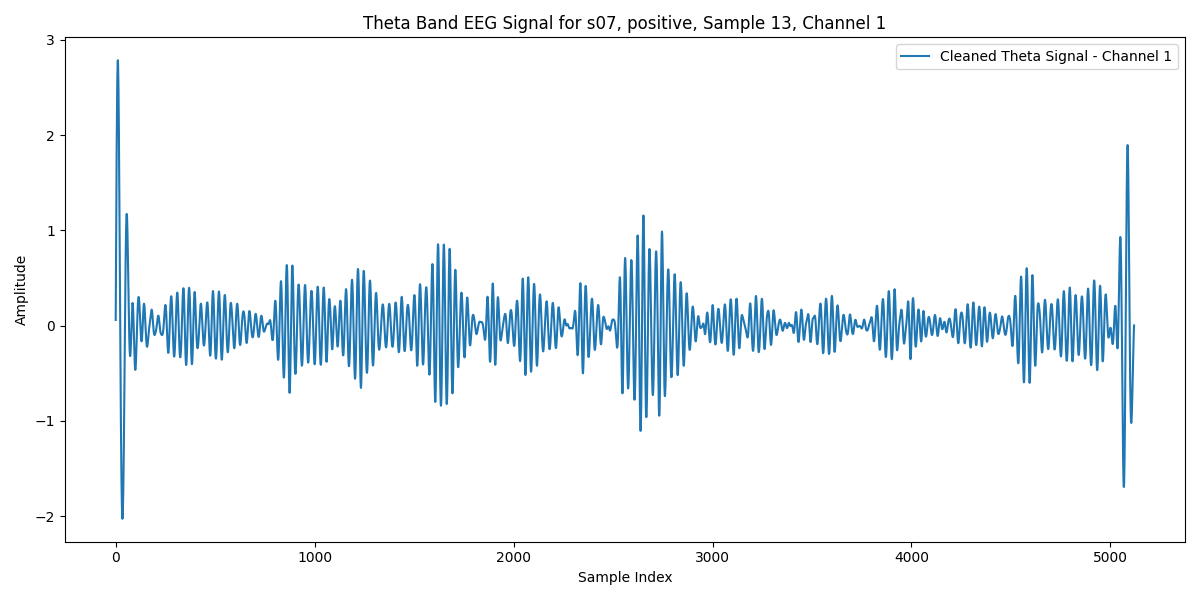 Theta Band EEG Signal for s07, positive, Sample 13, Channel 1
Cleaned Theta Signal - Channel 1
3
2
1
0
−1
−2
Amplitude
0 1000 2000 3000 4000 5000
Sample Index